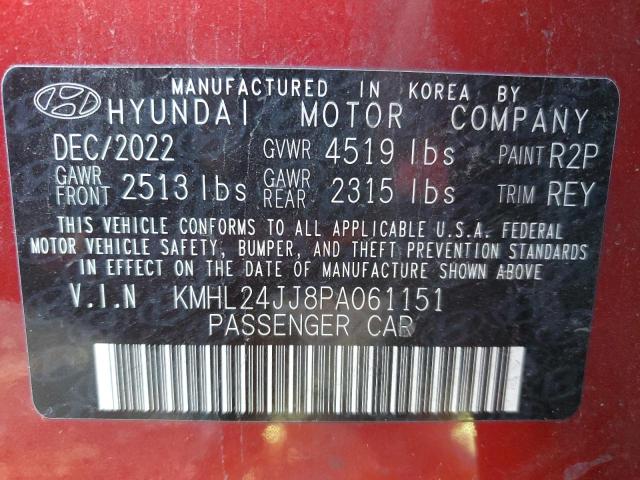 MANUFACTURED IN KOREA BY
HYUNDAI MOTOR COMPANY
DEC/2022 GVWR 4519 lbs PAINT R2P
GAWR FRONT 2513 lbs GAWR REAR 2315 lbs TRIM REY
THIS VEHICLE CONFORMS TO ALL APPLICABLE U.S.A. FEDERAL
MOTOR VEHICLE SAFETY, BUMPER, AND THEFT PREVENTION STANDARDS
IN EFFECT ON THE DATE OF MANUFACTURE SHOWN ABOVE
V.I.N KMHL24JJ8PA061151
PASSENGER CAR